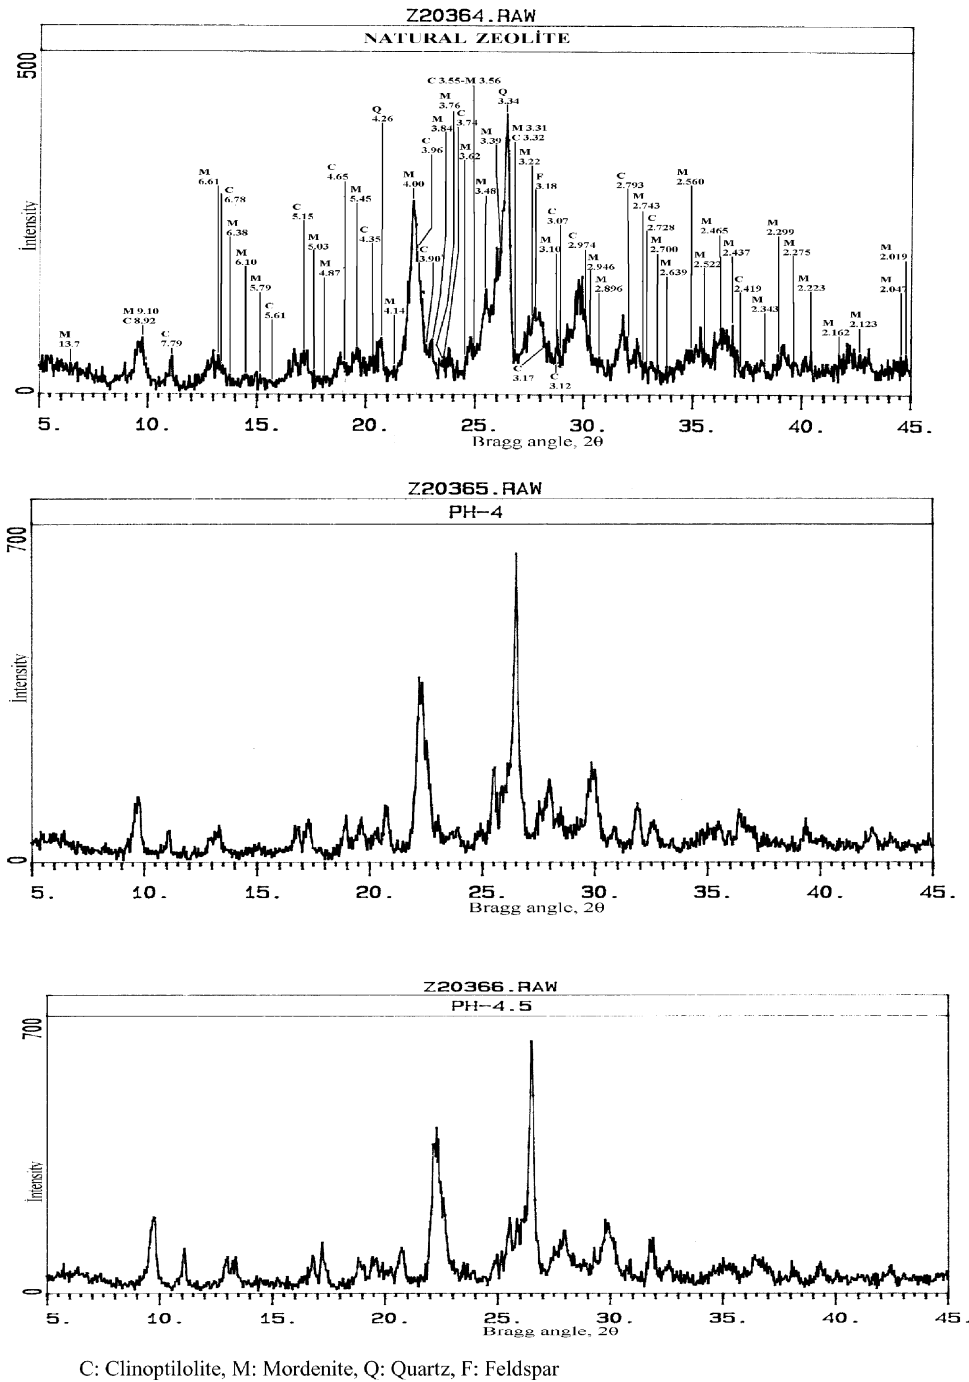 Z20364.RAW
NATURAL ZEOLİTE
500
Intensity
0
C 3.55-M 3.56
M 3.76
Q 3.34
Q 4.26
C 3.74
M 3.84
C 3.96
M 3.62
M 3.39
M 3.31
C 3.32
M 3.22
F 3.18
M 6.61
C 6.78
C 4.65
M 5.45
M 4.00
M 3.48
C 2.793
M 2.560
M 2.743
C 5.15
M 6.38
M 5.03
C 4.35
C 3.90
C 3.07
M 3.10
C 2.974
M 2.946
M 2.896
C 2.728
M 2.700
M 2.639
M 2.465
M 2.437
M 2.522
M 2.299
M 2.275
M 2.019
M 6.10
M 5.79
M 4.87
C 5.61
M 4.14
C 2.419
M 2.343
M 2.223
M 2.047
M 13.7
M 9.10
C 8.92
C 7.79
C 3.17
C 3.12
M 2.162
M 2.123
5. 10. 15. 20. 25. 30. 35. 40. 45.
Bragg angle, 2θ
Z20365.RAW
PH-4
700
İntensity
0
5. 10. 15. 20. 25. 30. 35. 40. 45.
Bragg angle, 2θ
Z20366.RAW
PH-4.5
700
İntensity
0
5. 10. 15. 20. 25. 30. 35. 40. 45.
Bragg angle, 2θ
C: Clinoptilolite, M: Mordenite, Q: Quartz, F: Feldspar